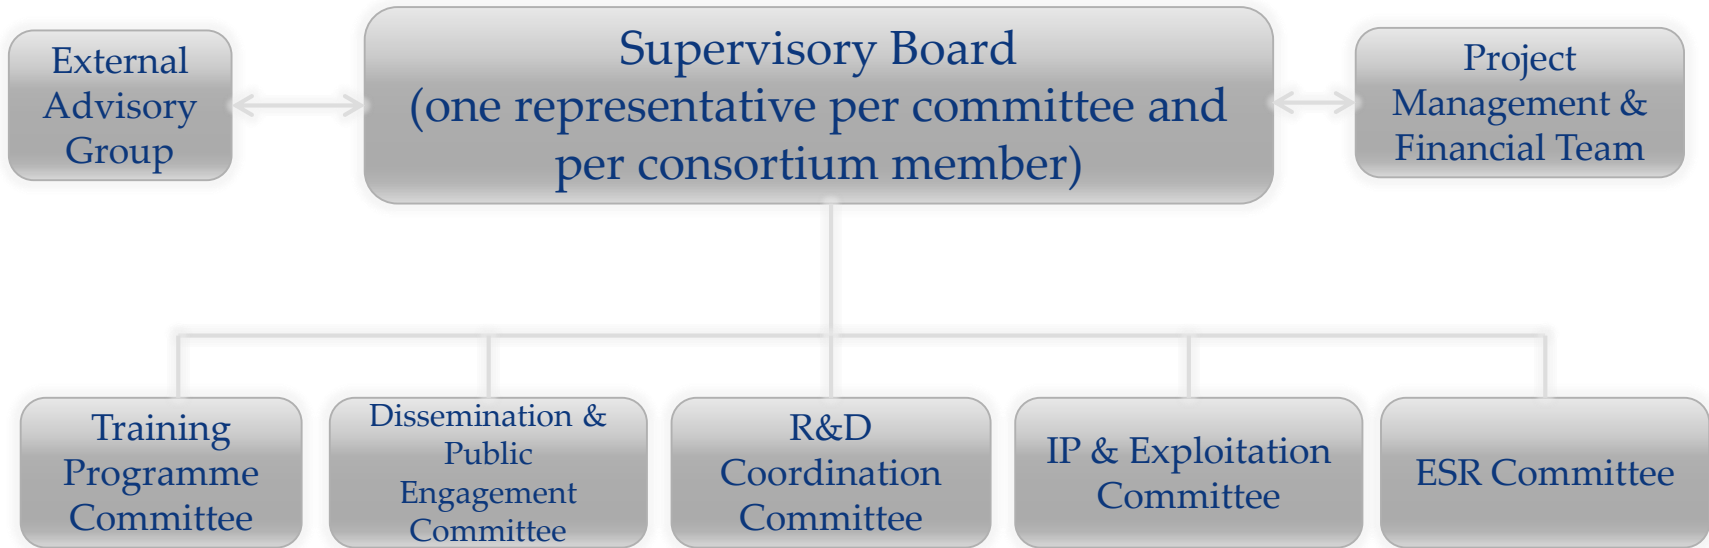 External
Advisory
Group
Supervisory Board
(one representative per committee and
per consortium member)
Project
Management &
Financial Team
Training
Programme
Committee
Dissemination &
Public
Engagement
Committee
R&D
Coordination
Committee
IP & Exploitation
Committee
ESR Committee